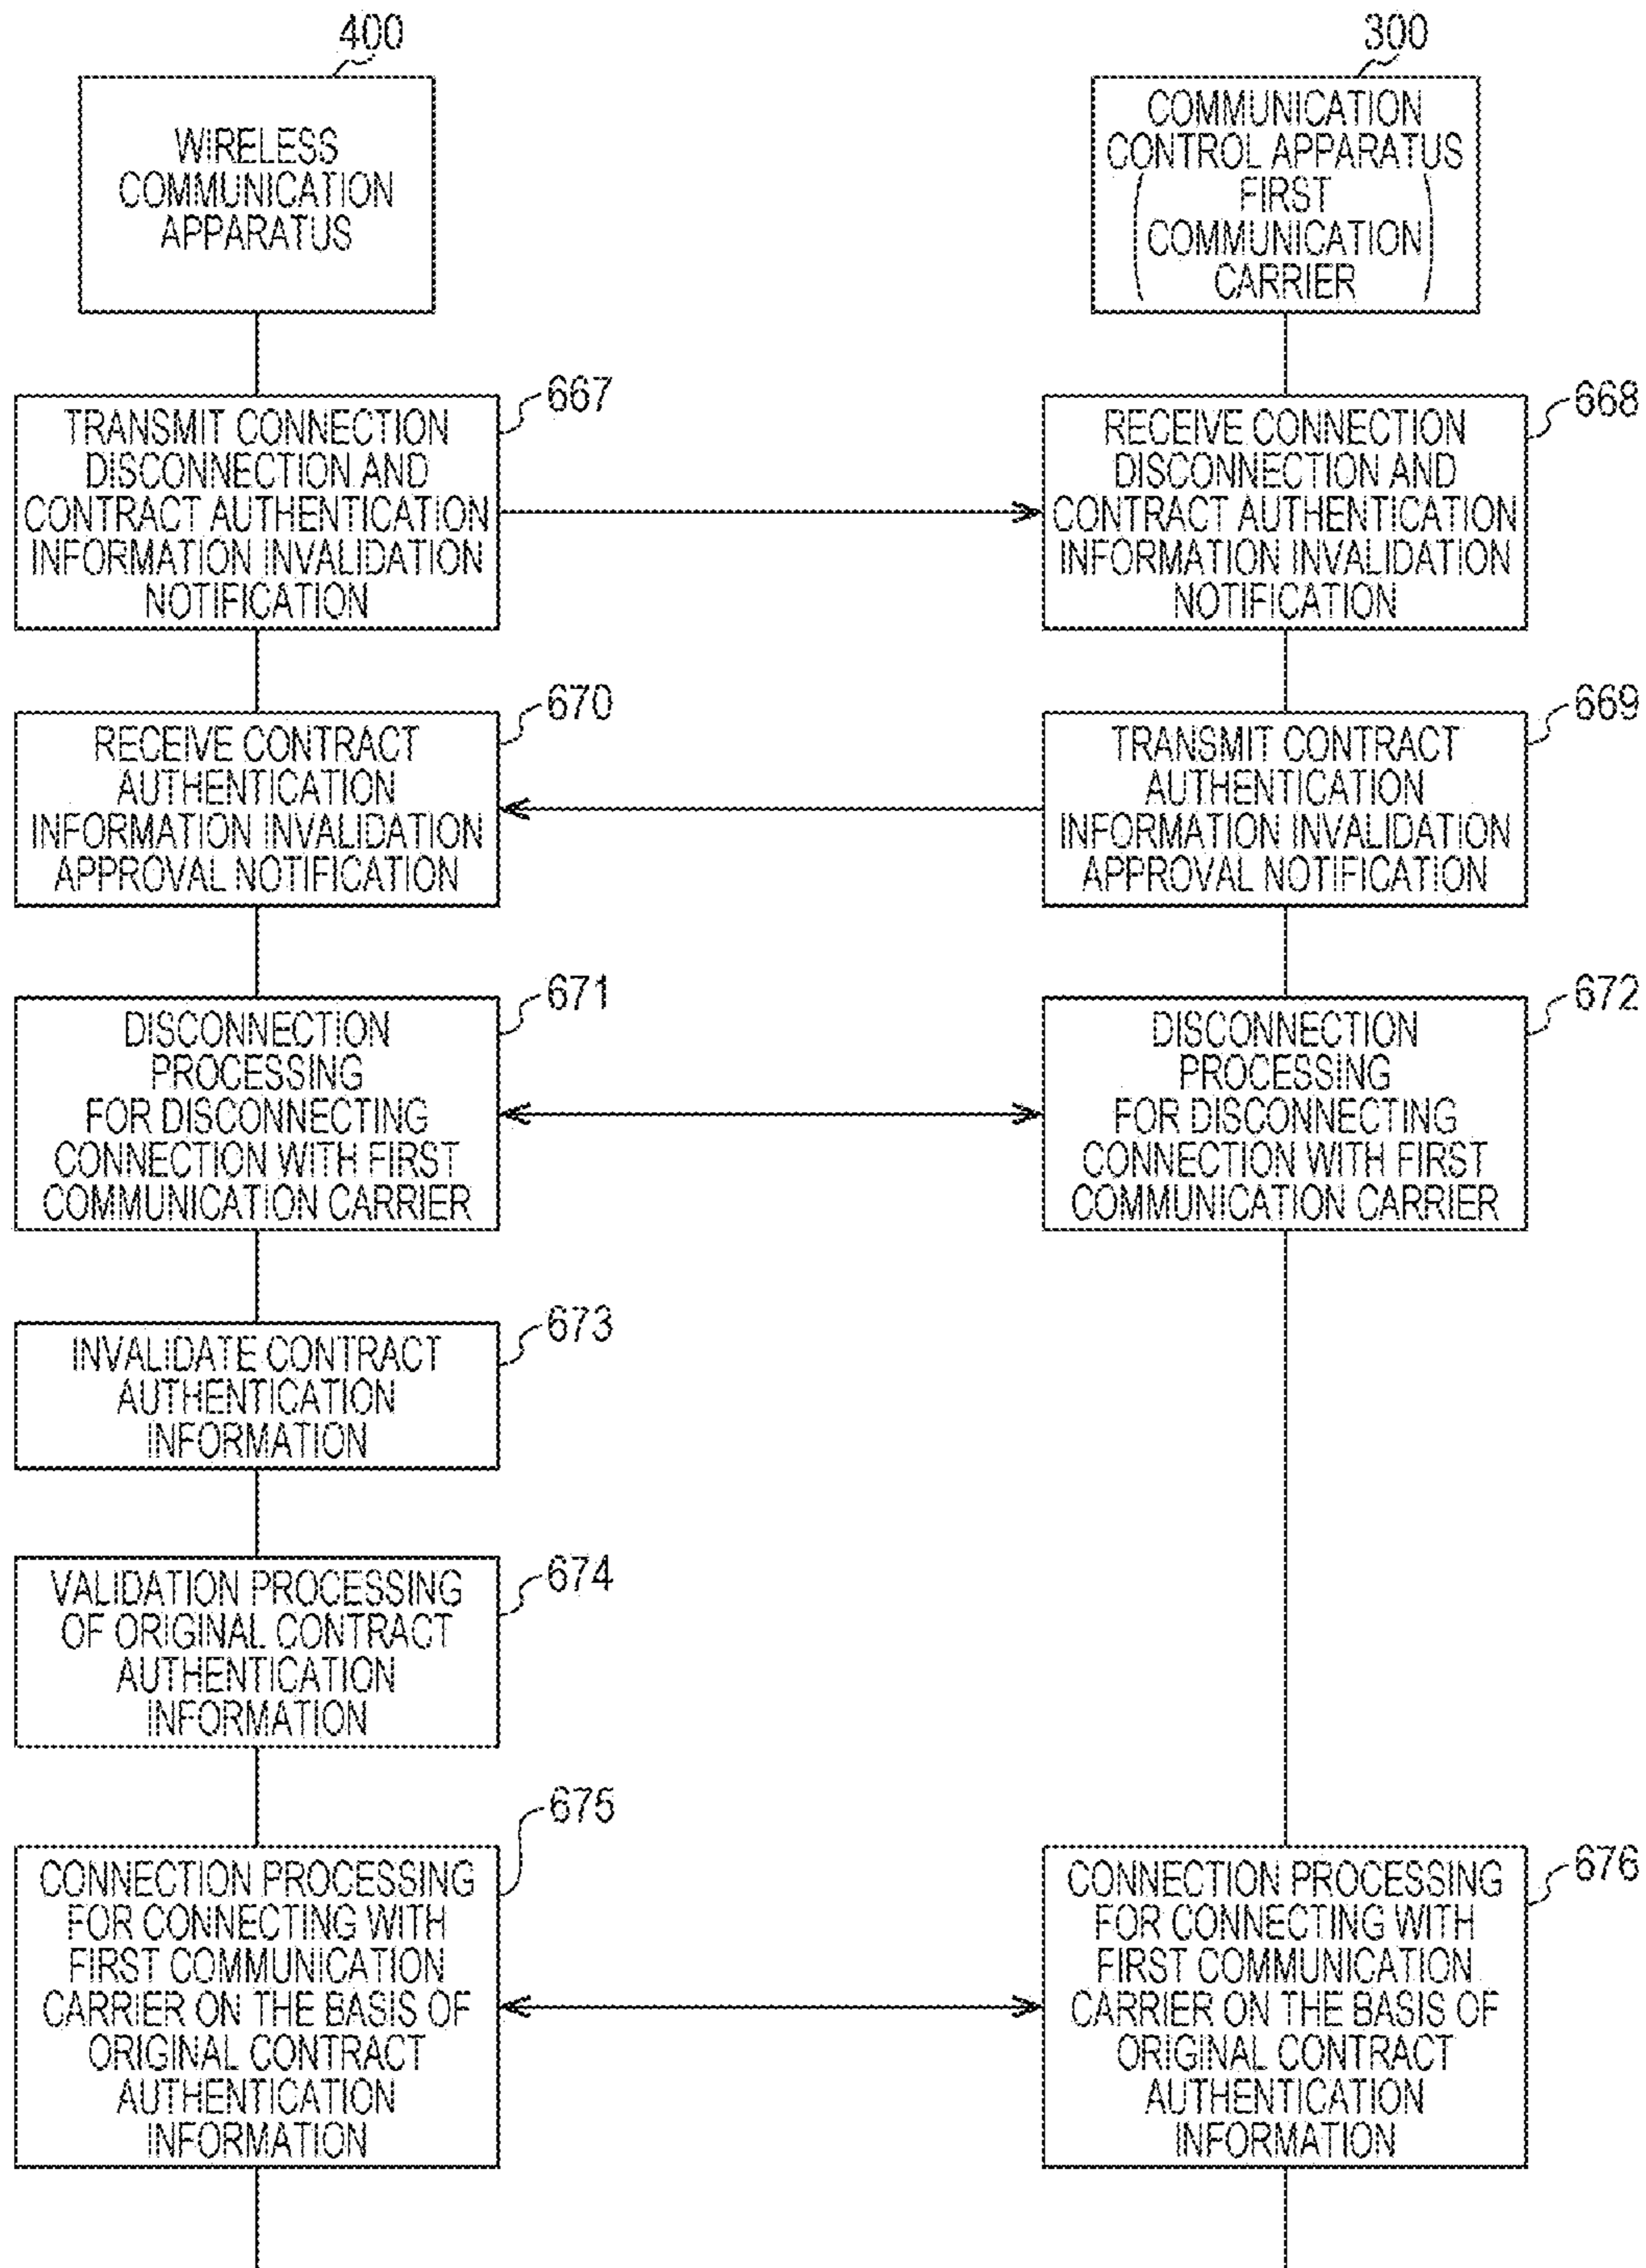 400
WIRELESS
COMMUNICATION
APPARATUS
300
COMMUNICATION
CONTROL APPARATUS
FIRST
COMMUNICATION
CARRIER
667
TRANSMIT CONNECTION
DISCONNECTION AND
CONTRACT AUTHENTICATION
INFORMATION INVALIDATION
NOTIFICATION
668
RECEIVE CONNECTION
DISCONNECTION AND
CONTRACT AUTHENTICATION
INFORMATION INVALIDATION
NOTIFICATION
670
RECEIVE CONTRACT
AUTHENTICATION
INFORMATION INVALIDATION
APPROVAL NOTIFICATION
669
TRANSMIT CONTRACT
AUTHENTICATION
INFORMATION INVALIDATION
APPROVAL NOTIFICATION
671
DISCONNECTION
PROCESSING
FOR DISCONNECTING
CONNECTION WITH FIRST
COMMUNICATION CARRIER
672
DISCONNECTION
PROCESSING
FOR DISCONNECTING
CONNECTION WITH FIRST
COMMUNICATION CARRIER
673
INVALIDATE CONTRACT
AUTHENTICATION
INFORMATION
674
VALIDATION PROCESSING
OF ORIGINAL CONTRACT
AUTHENTICATION
INFORMATION
675
CONNECTION PROCESSING
FOR CONNECTING WITH
FIRST COMMUNICATION
CARRIER ON THE BASIS OF
ORIGINAL CONTRACT
AUTHENTICATION
INFORMATION
676
CONNECTION PROCESSING
FOR CONNECTING WITH
FIRST COMMUNICATION
CARRIER ON THE BASIS OF
ORIGINAL CONTRACT
AUTHENTICATION
INFORMATION